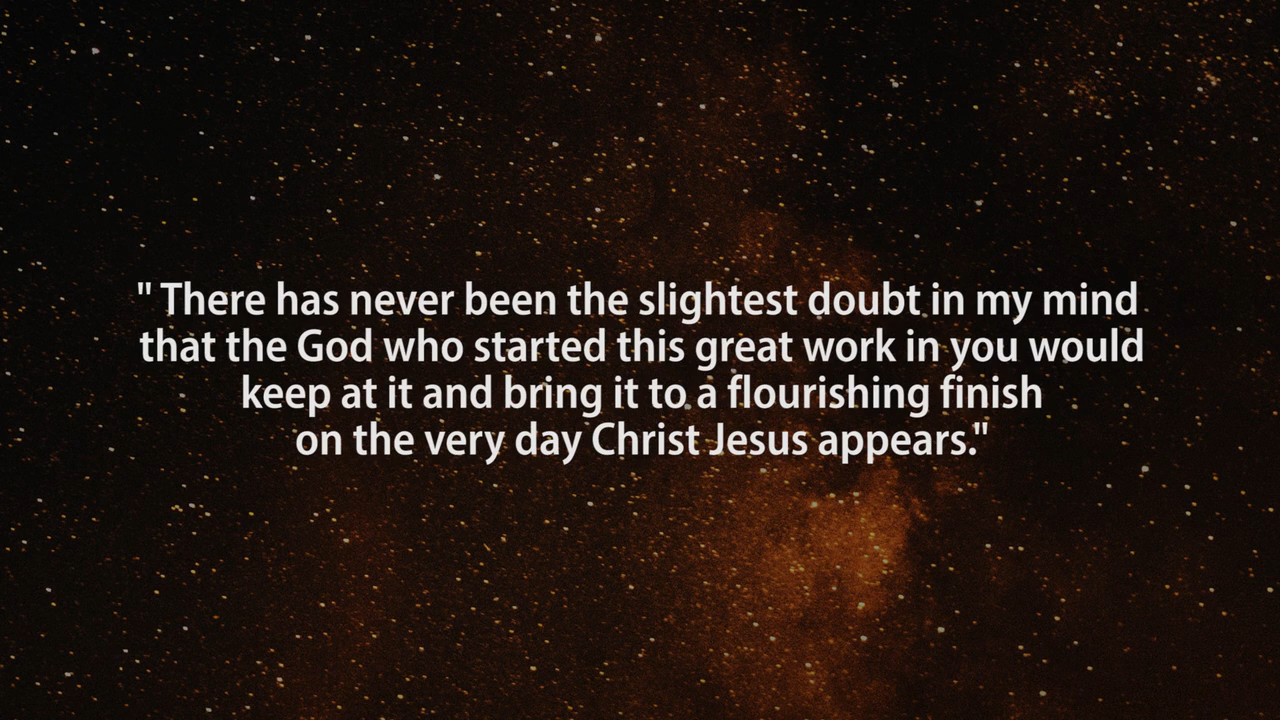 " There has never been the slightest doubt in my mind
that the God who started this great work in you would
keep at it and bring it to a flourishing finish
on the very day Christ Jesus appears."